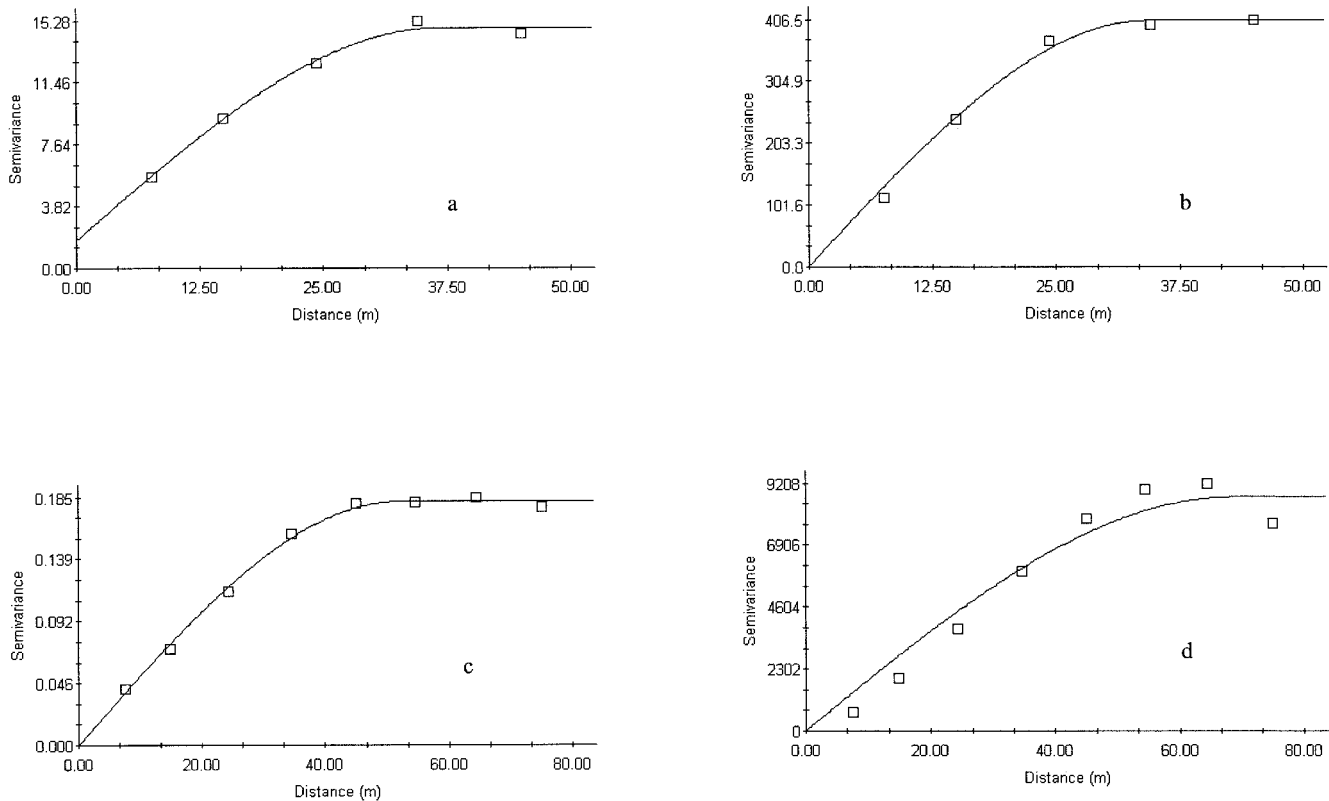 15.28
11.46
7.64
3.82
0.00
Semivariance
0.00 12.50 25.00 37.50 50.00
Distance (m)
a
406.5
304.9
203.3
101.6
0.0
Semivariance
0.00 12.50 25.00 37.50 50.00
Distance (m)
b
0.185
0.139
0.092
0.046
0.000
Semivariance
0.00 20.00 40.00 60.00 80.00
Distance (m)
c
9208
6906
4604
2302
0
Semivariance
0.00 20.00 40.00 60.00 80.00
Distance (m)
d